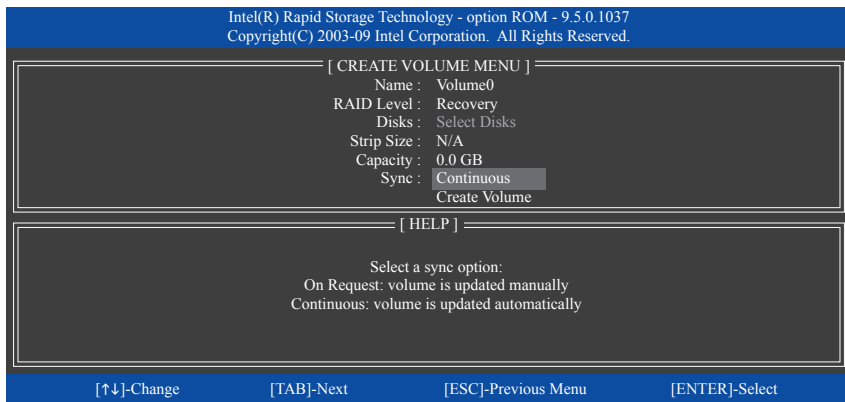 Intel(R) Rapid Storage Technology - option ROM - 9.5.0.1037
Copyright(C) 2003-09 Intel Corporation.  All Rights Reserved.
[ CREATE VOLUME MENU ]
Name :  Volume0
RAID Level :  Recovery
Disks :  Select Disks
Strip Size :  N/A
Capacity :  0.0 GB
Sync :  Continuous
Create Volume
[ HELP ]
Select a sync option:
On Request: volume is updated manually
Continuous: volume is updated automatically
[↑↓]-Change  [TAB]-Next  [ESC]-Previous Menu  [ENTER]-Select